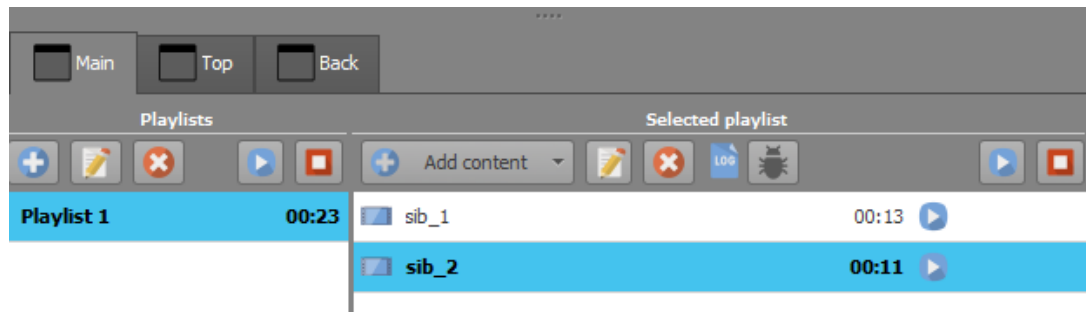 Main Top Back
Playlists
Selected playlist
Add content LOG
Playlist 1 00:23
sib_1 00:13
sib_2 00:11